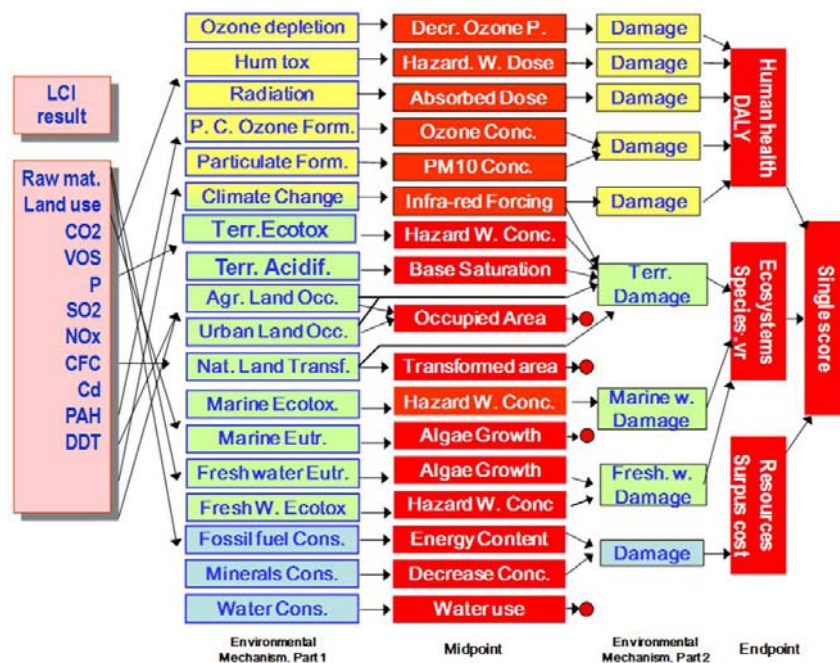 LCI
result
Raw mat.
Land use
CO2
VOS
P
SO2
NOx
CFC
Cd
PAH
DDT
Ozone depletion
Hum tox
Radiation
P. C. Ozone Form.
Particulate Form.
Climate Change
Terr.Ecotox
Terr. Acidif.
Agr. Land Occ.
Urban Land Occ.
Nat. Land Transf.
Marine Ecotox.
Marine Eutr.
Freshwater Eutr.
Fresh W. Ecotox
Fossil fuel Cons.
Minerals Cons.
Water Cons.
Environmental
Mechanism. Part 1
Decr. Ozone P.
Hazard. W. Dose
Absorbed Dose
Ozone Conc.
PM10 Conc.
Infra-red Forcing
Hazard W. Conc.
Base Saturation
Occupied Area
Transformed area
Hazard W. Conc.
Algae Growth
Algae Growth
Hazard W. Conc
Energy Content
Decrease Conc.
Water use
Midpoint
Damage
Damage
Damage
Damage
Damage
Terr.
Damage
Marine w.
Damage
Fresh. w.
Damage
Damage
Environmental
Mechanism. Part 2
Human health
DALY
Ecosystems
Species.yr
Resources
Surpus cost
Endpoint
Single score